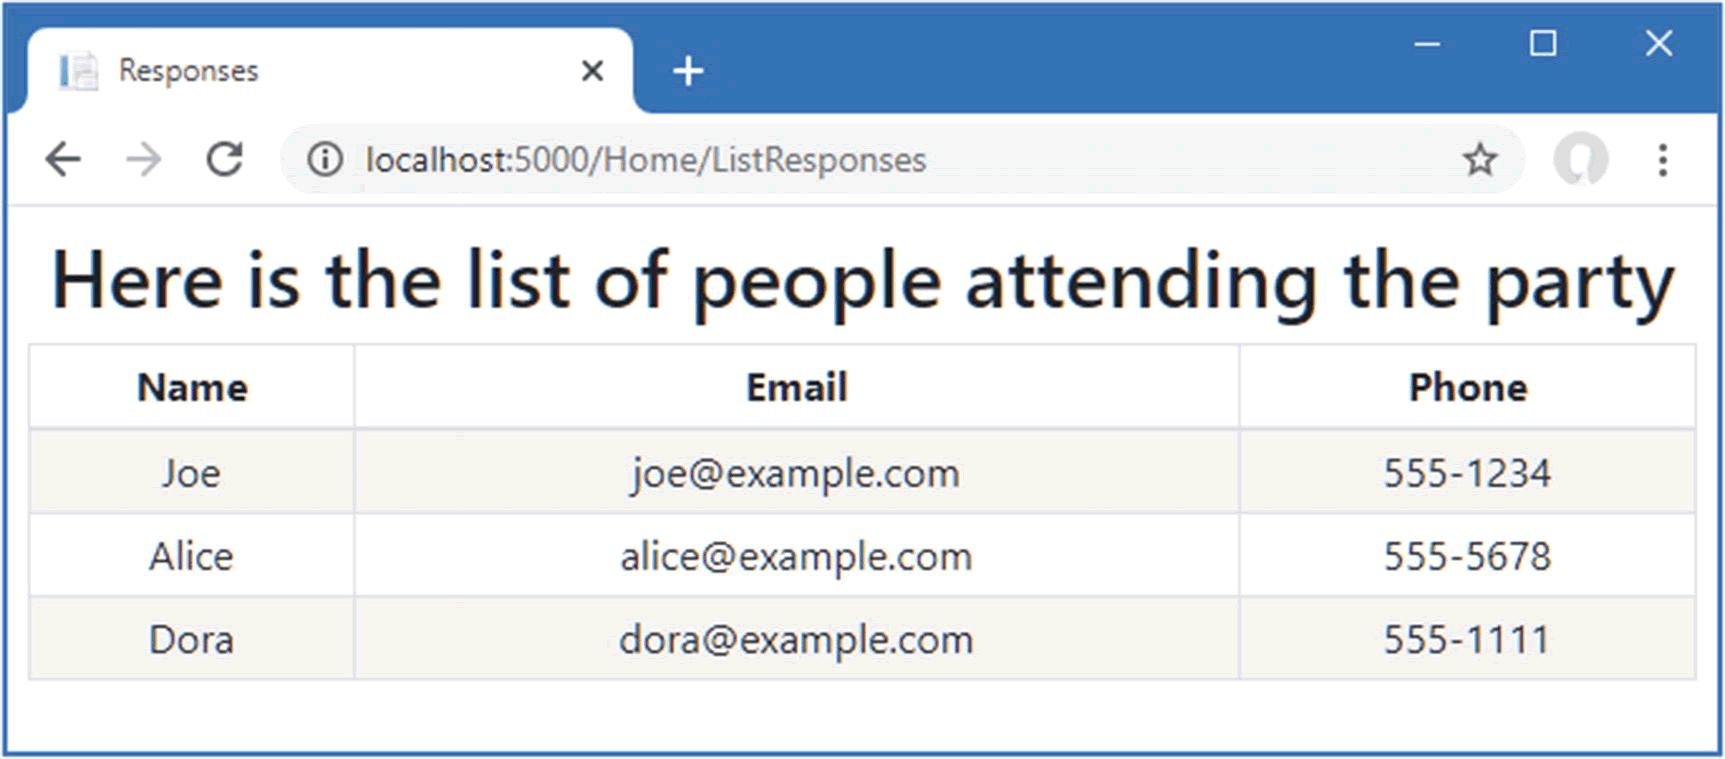 Responses
localhost:5000/Home/ListResponses
Here is the list of people attending the party
Name Email Phone
Joe joe@example.com 555-1234
Alice alice@example.com 555-5678
Dora dora@example.com 555-1111